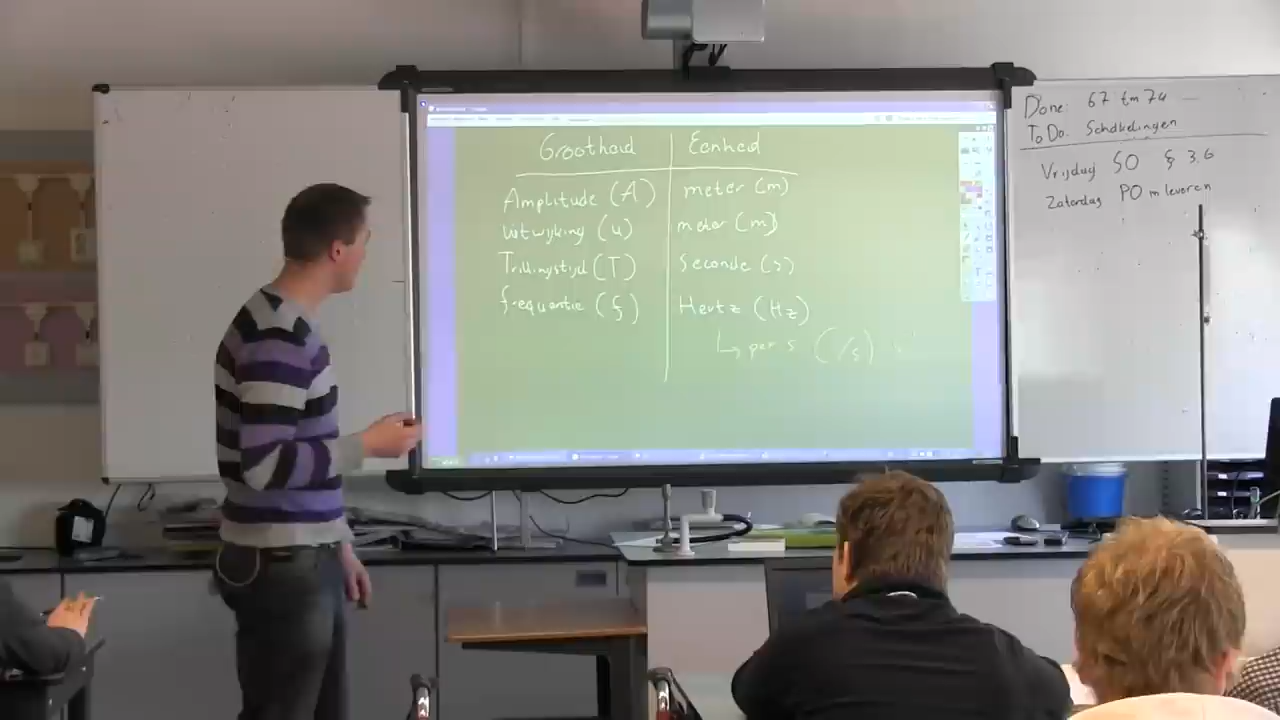 Grootheid Eenheid
Amplitude (A) meter (m)
Uitwijking (u) meter (m)
Trillingstijd (T) seconde (s)
frequentie (f) Hertz (Hz)
↳ per s (/s)
Done: 67 tm 74
To Do: Schakelingen
Vrijdag SO § 3.6
Zaterdag PO inleveren